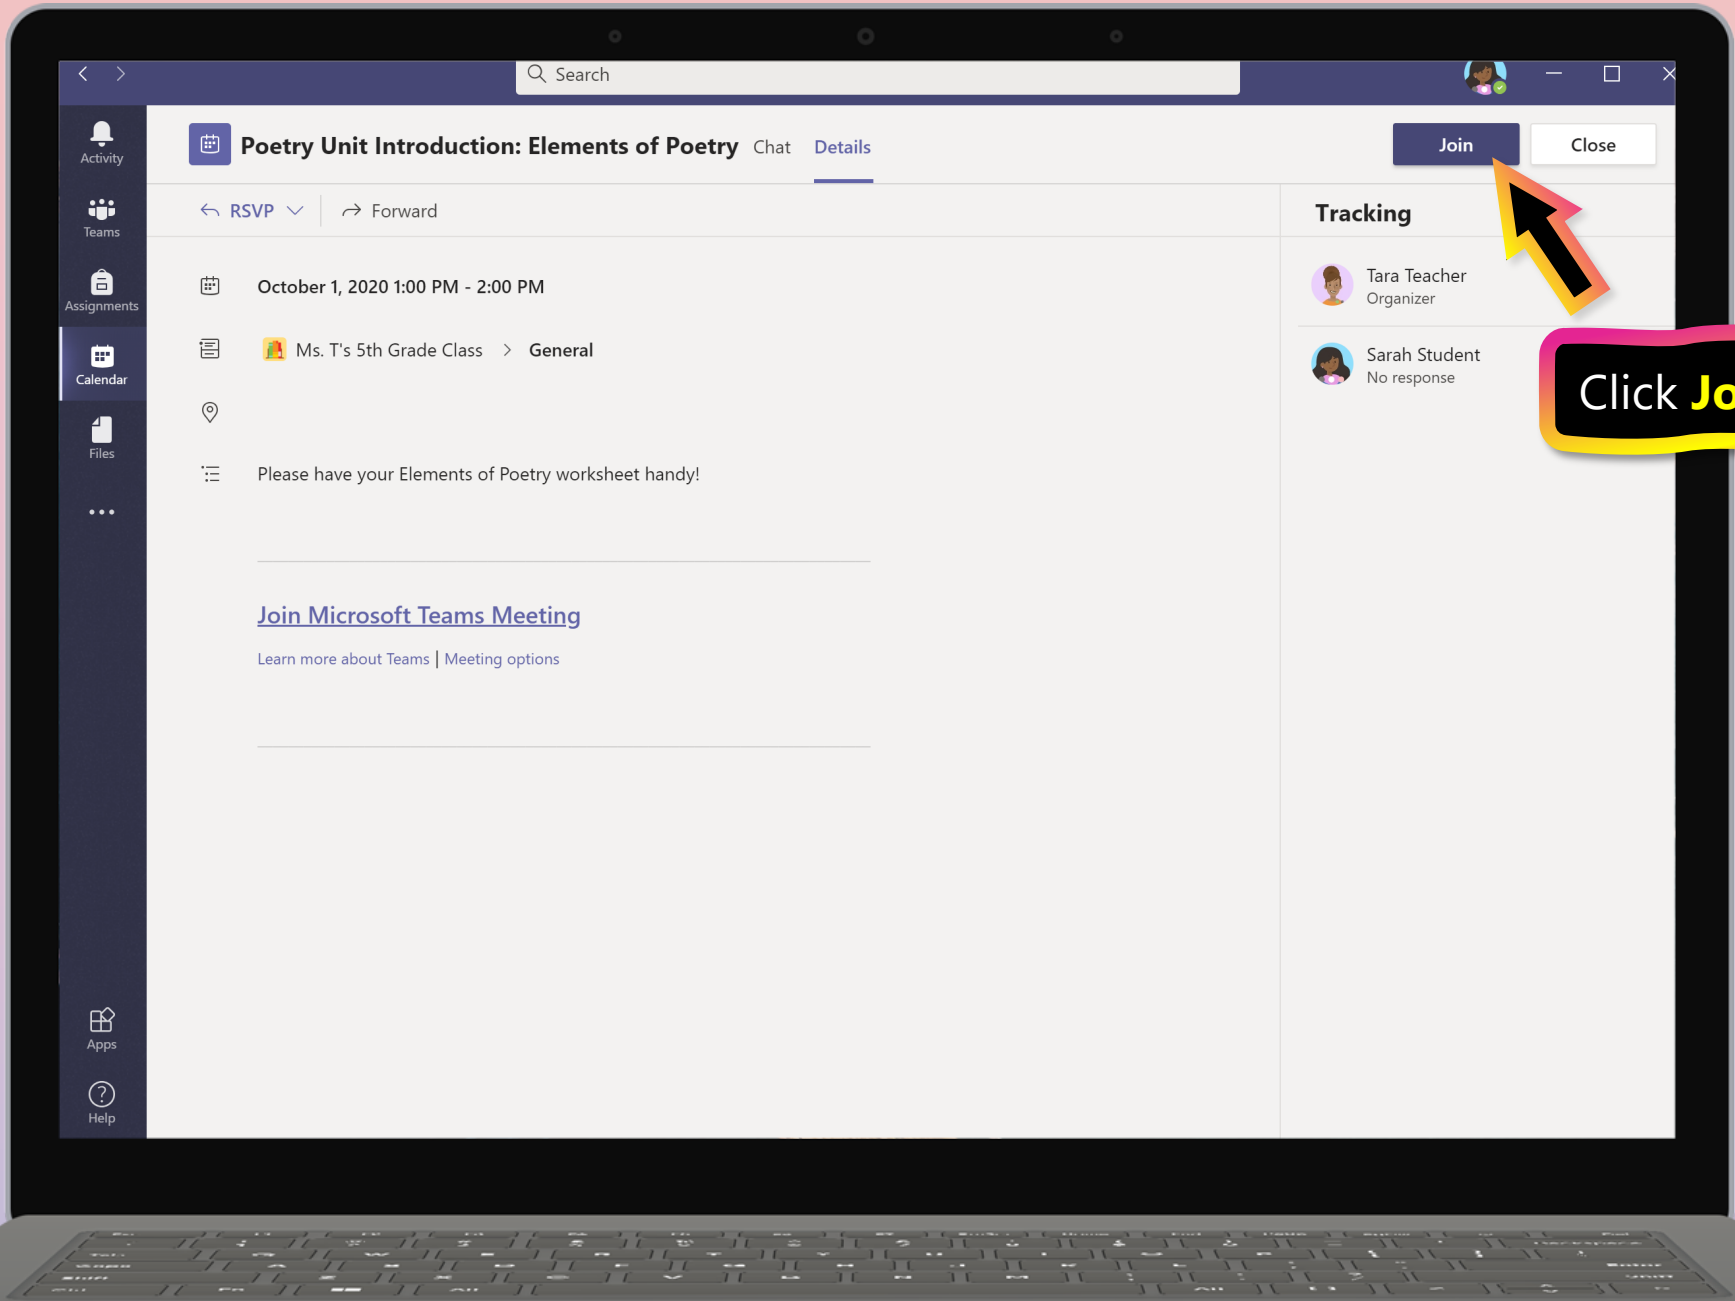 Search
Activity
Teams
Assignments
Calendar
Files
Apps
Help
Poetry Unit Introduction: Elements of Poetry Chat Details
Join Close
RSVP Forward
October 1, 2020 1:00 PM - 2:00 PM
Ms. T's 5th Grade Class > General
Please have your Elements of Poetry worksheet handy!
Join Microsoft Teams Meeting
Learn more about Teams | Meeting options
Tracking
Tara Teacher
Organizer
Sarah Student
No response
Click Jo